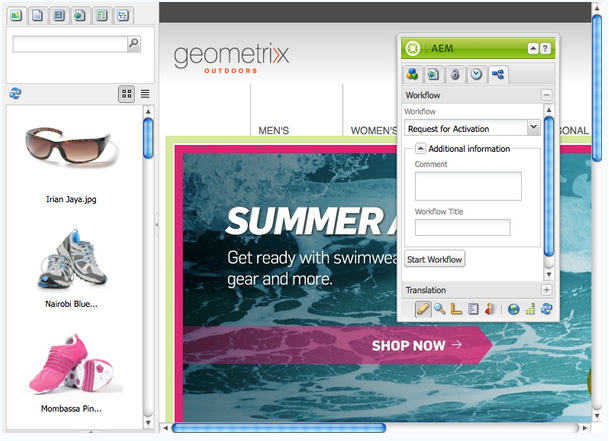 Irian Jaya.jpg
Nairobi Blue...
Mombassa Pin...
geometrixx
OUTDOORS
MEN'S
WOMEN'S
ONAL
SUMMER
Get ready with swimwea
gear and more.
SHOP NOW
AEM
?
Workflow
Workflow
Request for Activation
Additional information
Comment
Workflow Title
Start Workflow
Translation